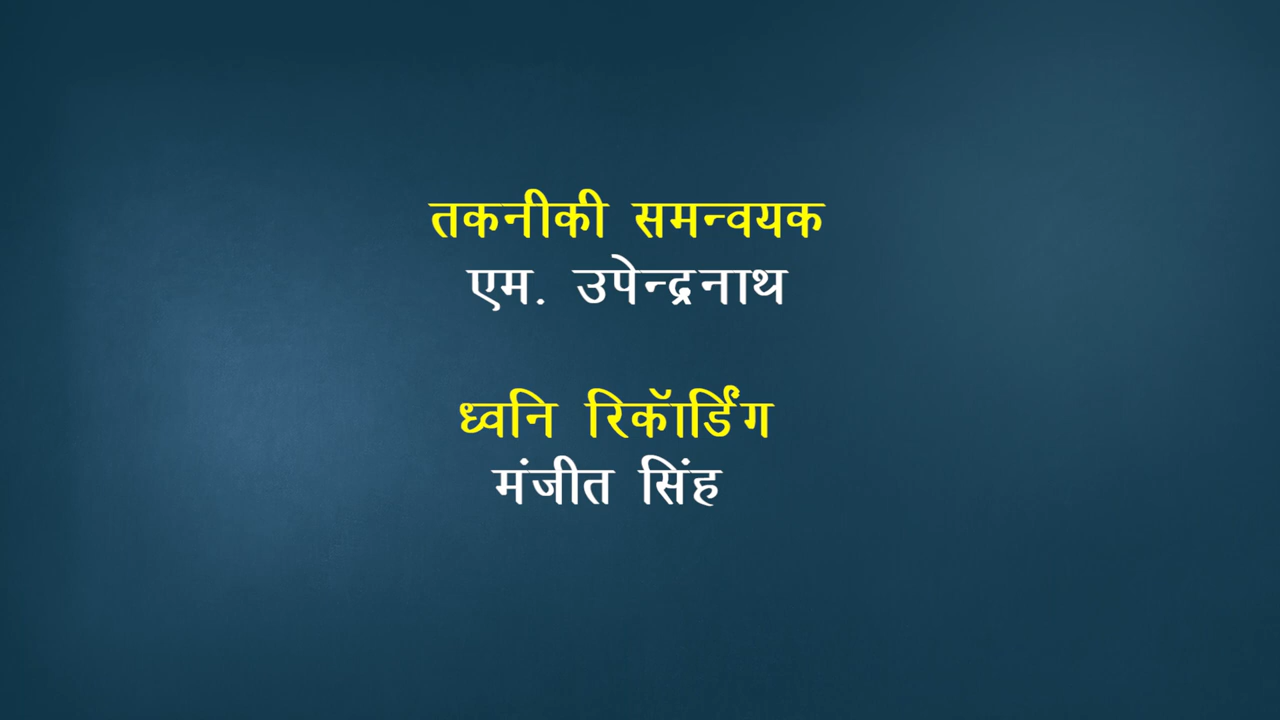 तकनीकी समन्वयक
एम. उपेन्द्रनाथ
ध्वनि रिकॉर्डिंग
मंजीत सिंह